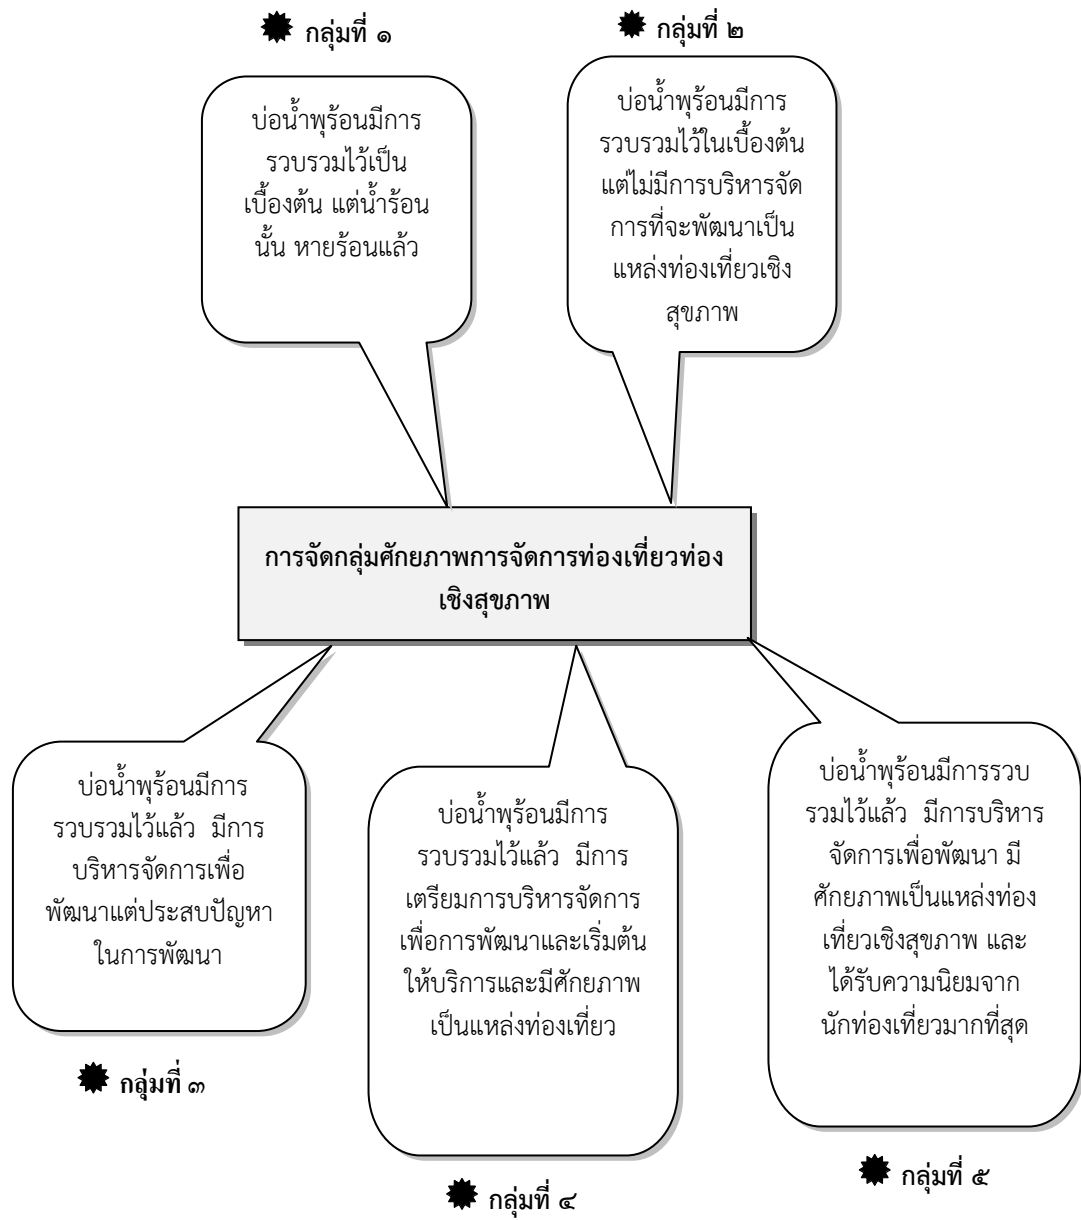 กลุ่มที่ ๑
บ่อน้ำพุร้อนมีการ
รวบรวมไว้เป็น
เบื้องต้น แต่น้ำร้อน
นั้น หายร้อนแล้ว
กลุ่มที่ ๒
บ่อน้ำพุร้อนมีการ
รวบรวมไว้ในเบื้องต้น
แต่ไม่มีการบริหารจัด
การที่จะพัฒนาเป็น
แหล่งท่องเที่ยวเชิง
สุขภาพ
การจัดกลุ่มศักยภาพการจัดการท่องเที่ยวท่อง
เชิงสุขภาพ
บ่อน้ำพุร้อนมีการ
รวบรวมไว้แล้ว มีการ
บริหารจัดการเพื่อ
พัฒนาแต่ประสบปัญหา
ในการพัฒนา
กลุ่มที่ ๓
บ่อน้ำพุร้อนมีการ
รวบรวมไว้แล้ว มีการ
เตรียมการบริหารจัดการ
เพื่อการพัฒนาและเริ่มต้น
ให้บริการและมีศักยภาพ
เป็นแหล่งท่องเที่ยว
กลุ่มที่ ๔
บ่อน้ำพุร้อนมีการรวบ
รวมไว้แล้ว มีการบริหาร
จัดการเพื่อพัฒนา มี
ศักยภาพเป็นแหล่งท่อง
เที่ยวเชิงสุขภาพ และ
ได้รับความนิยมจาก
นักท่องเที่ยวมากที่สุด
กลุ่มที่ ๕